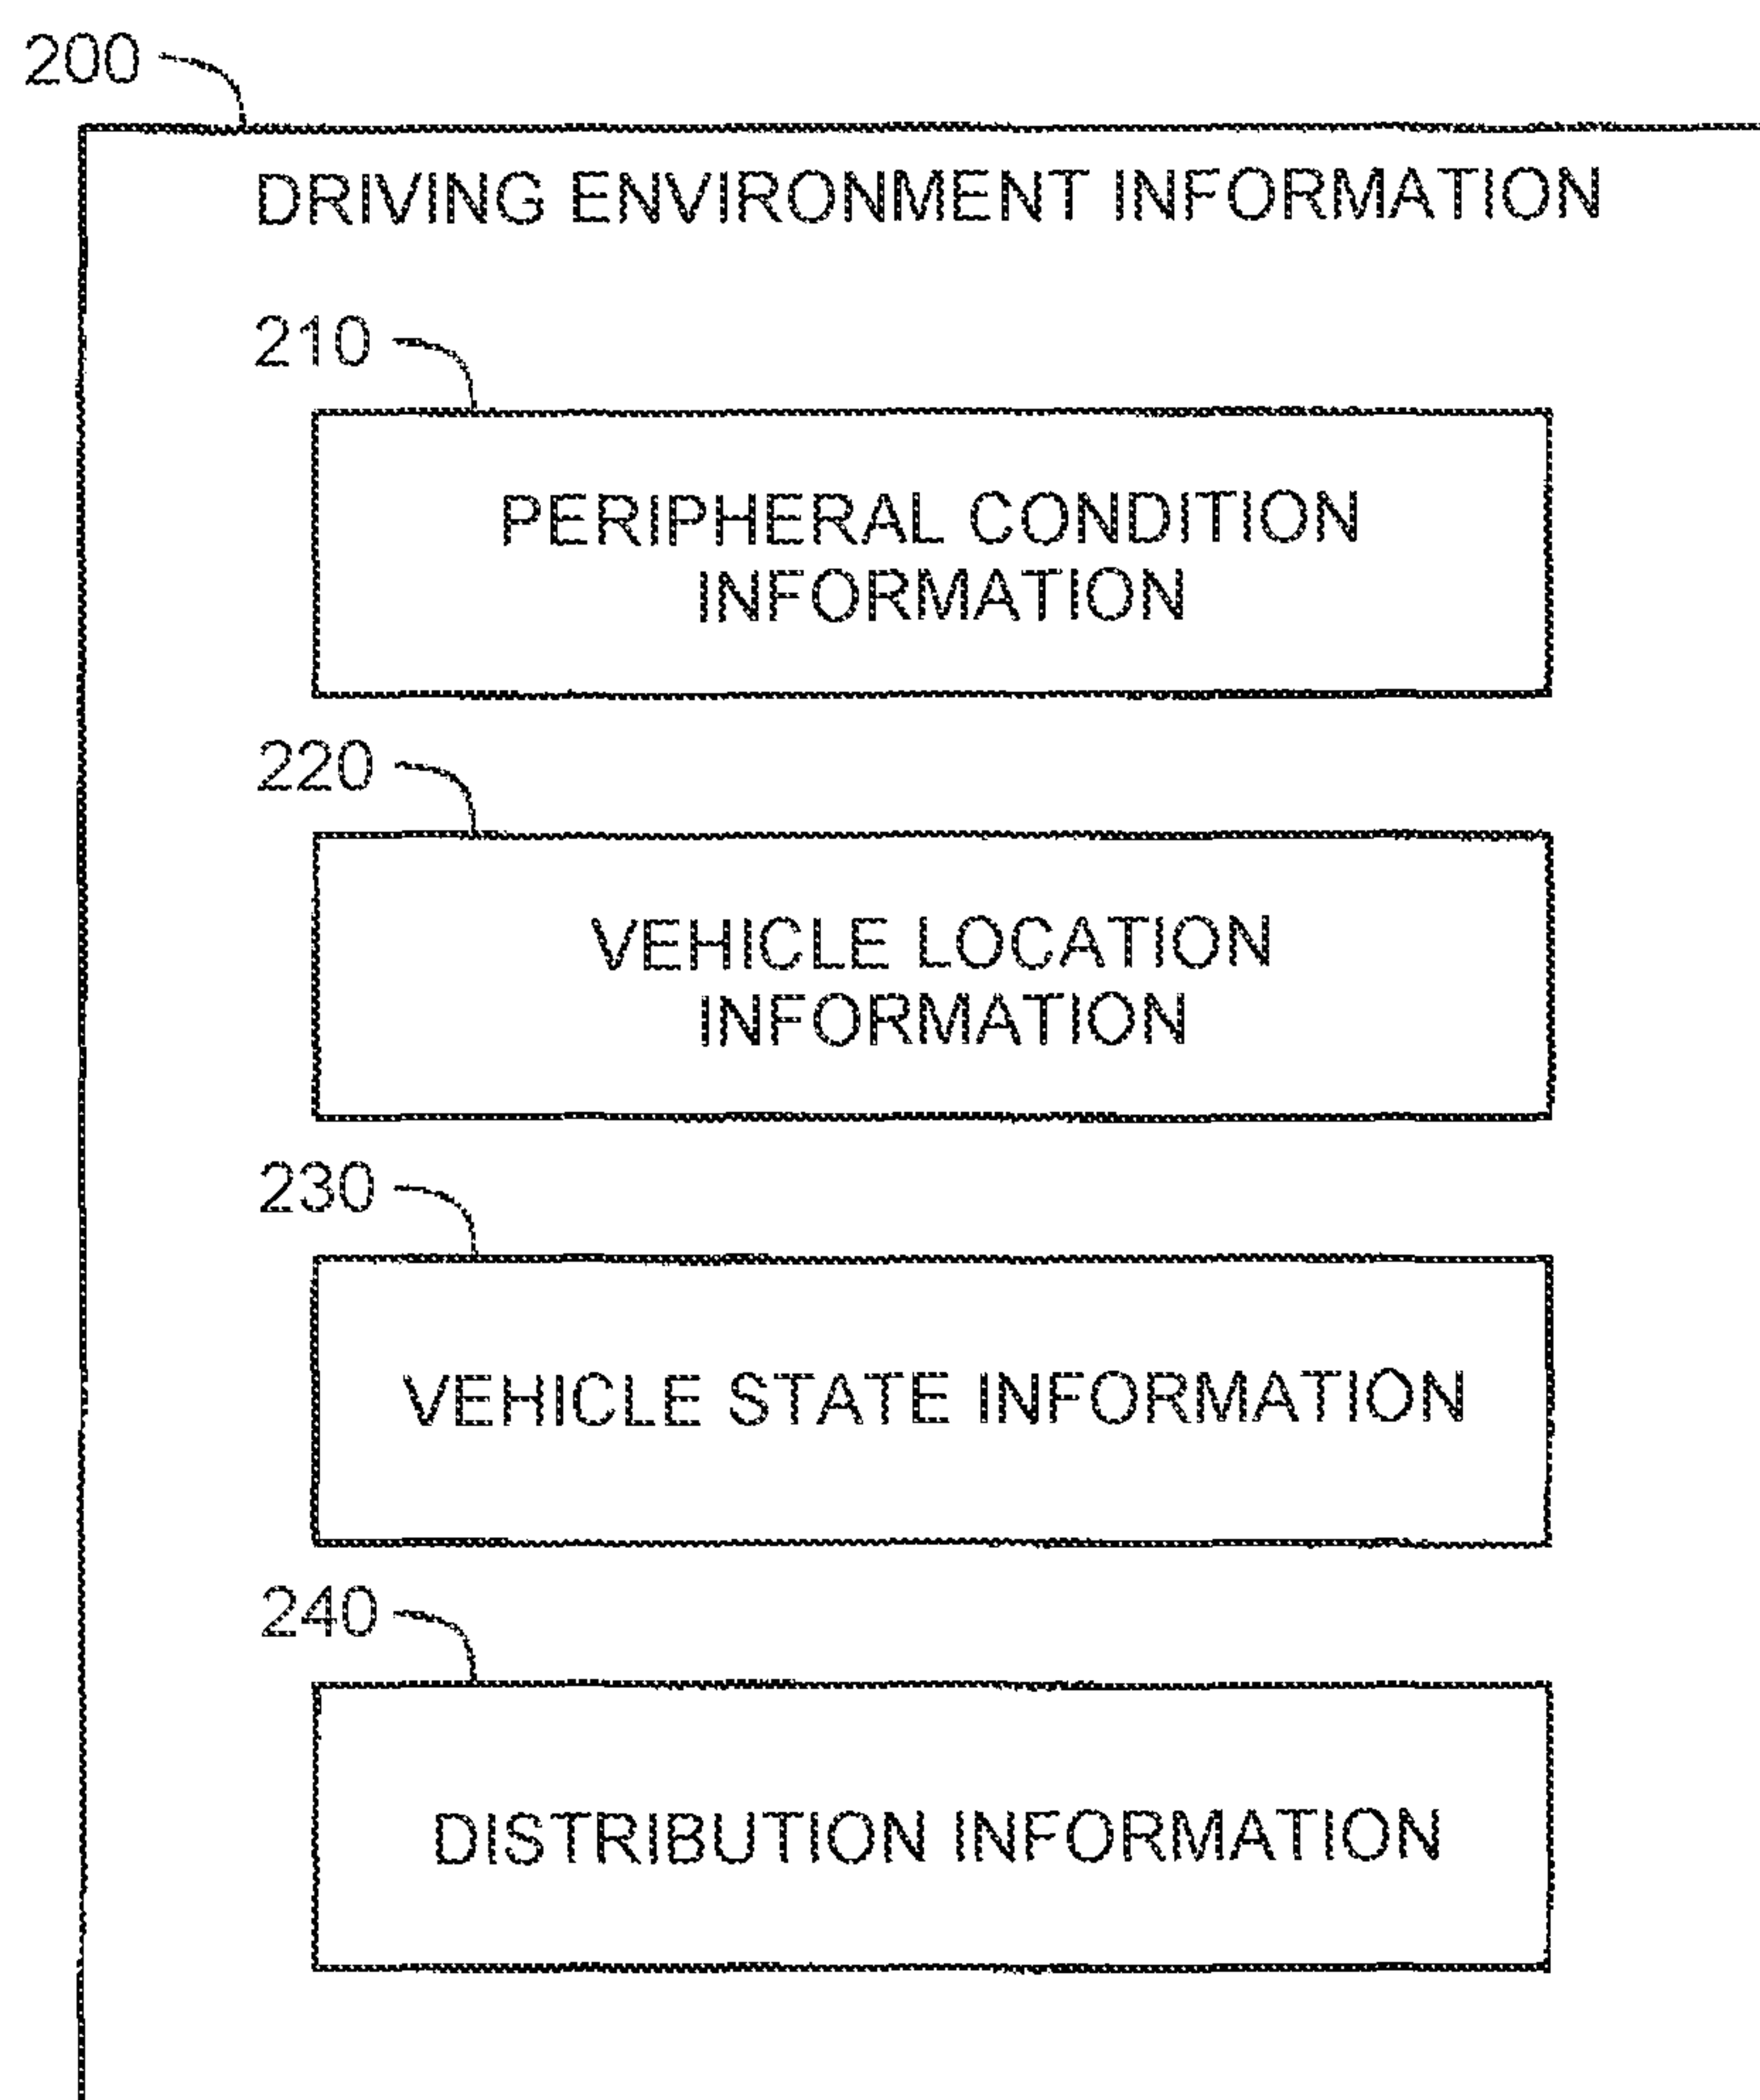 200
DRIVING ENVIRONMENT INFORMATION
210
PERIPHERAL CONDITION
INFORMATION
220
VEHICLE LOCATION
INFORMATION
230
VEHICLE STATE INFORMATION
240
DISTRIBUTION INFORMATION